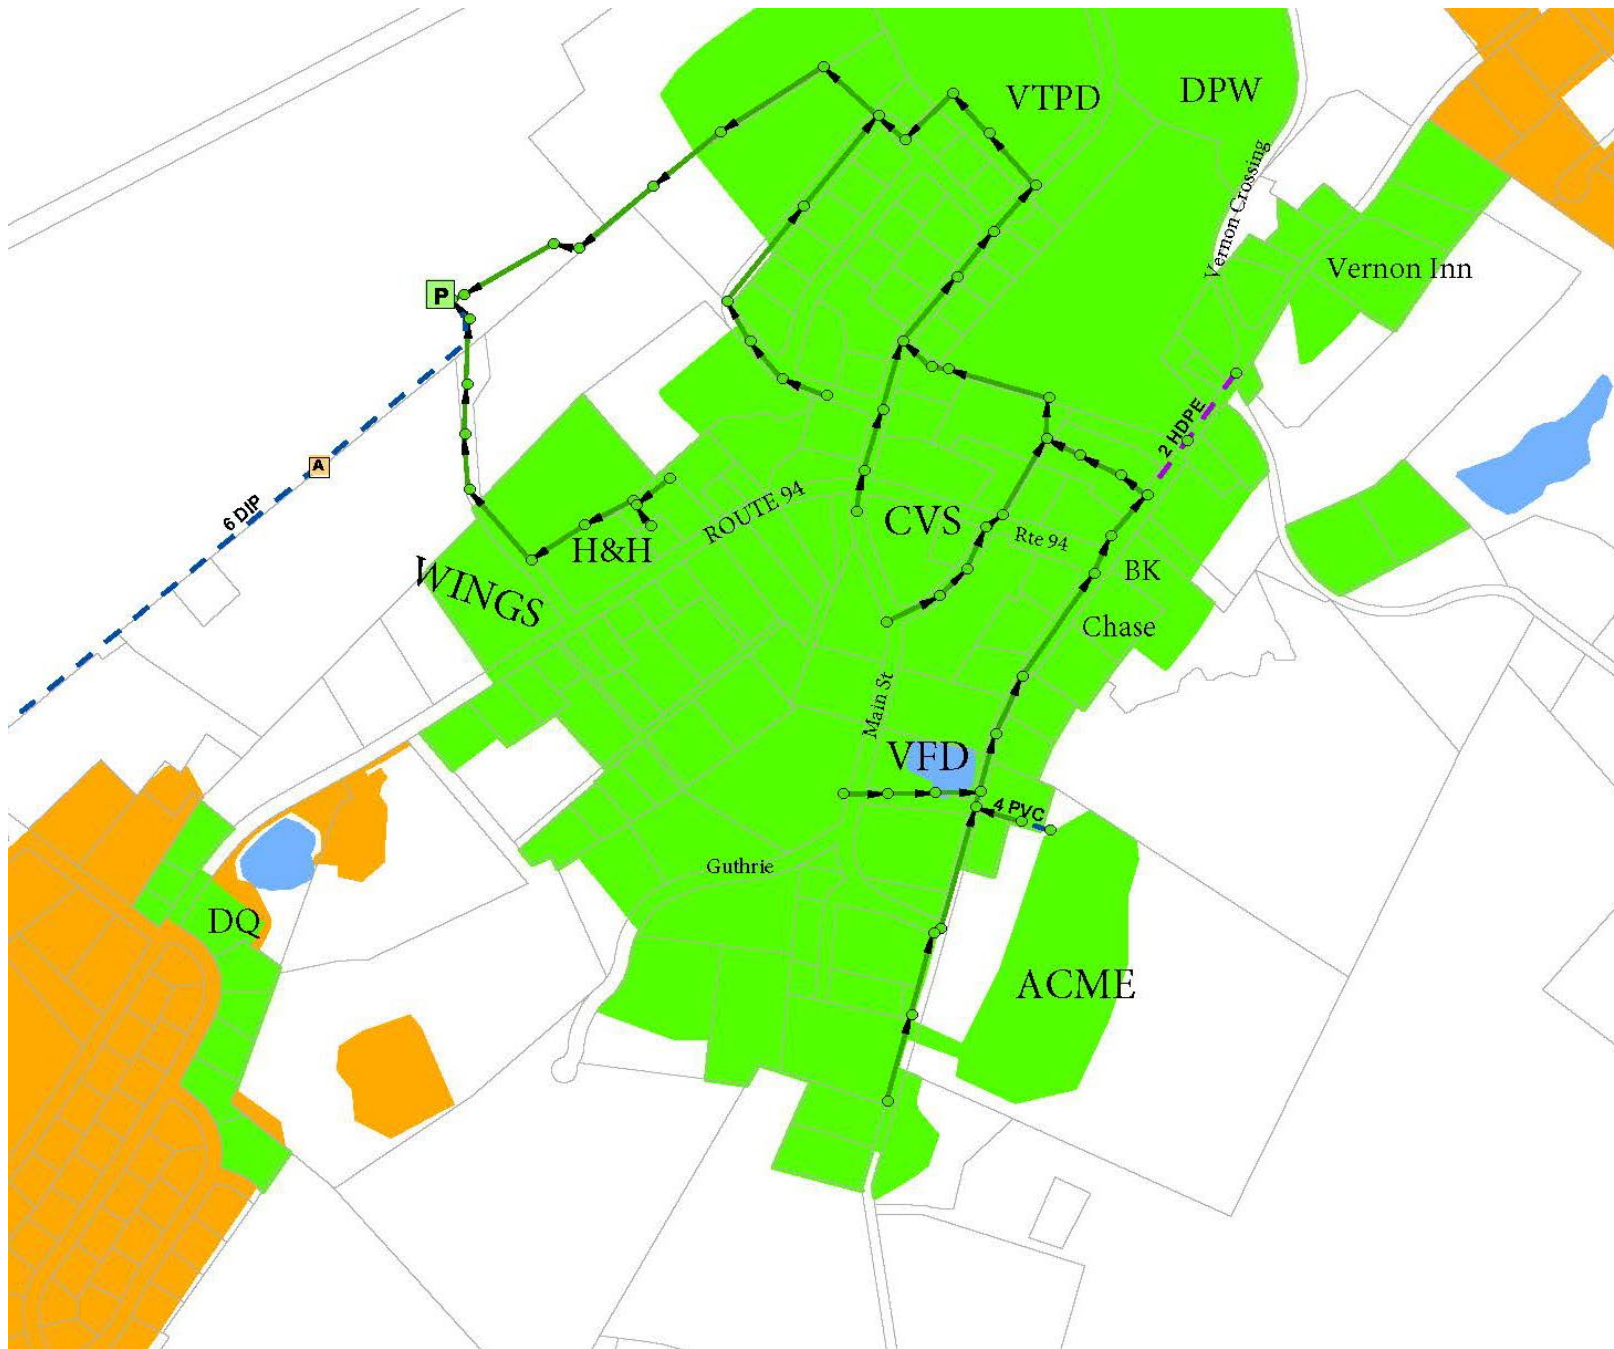 VTPD
DPW
Vernon Crossing
Vernon Inn
P
2 HDPE
A
6 DIP
ROUTE 94
CVS
Rte 94
H&H
BK
WINGS
Chase
Main St
VFD
4 PVC
Guthrie
DQ
ACME